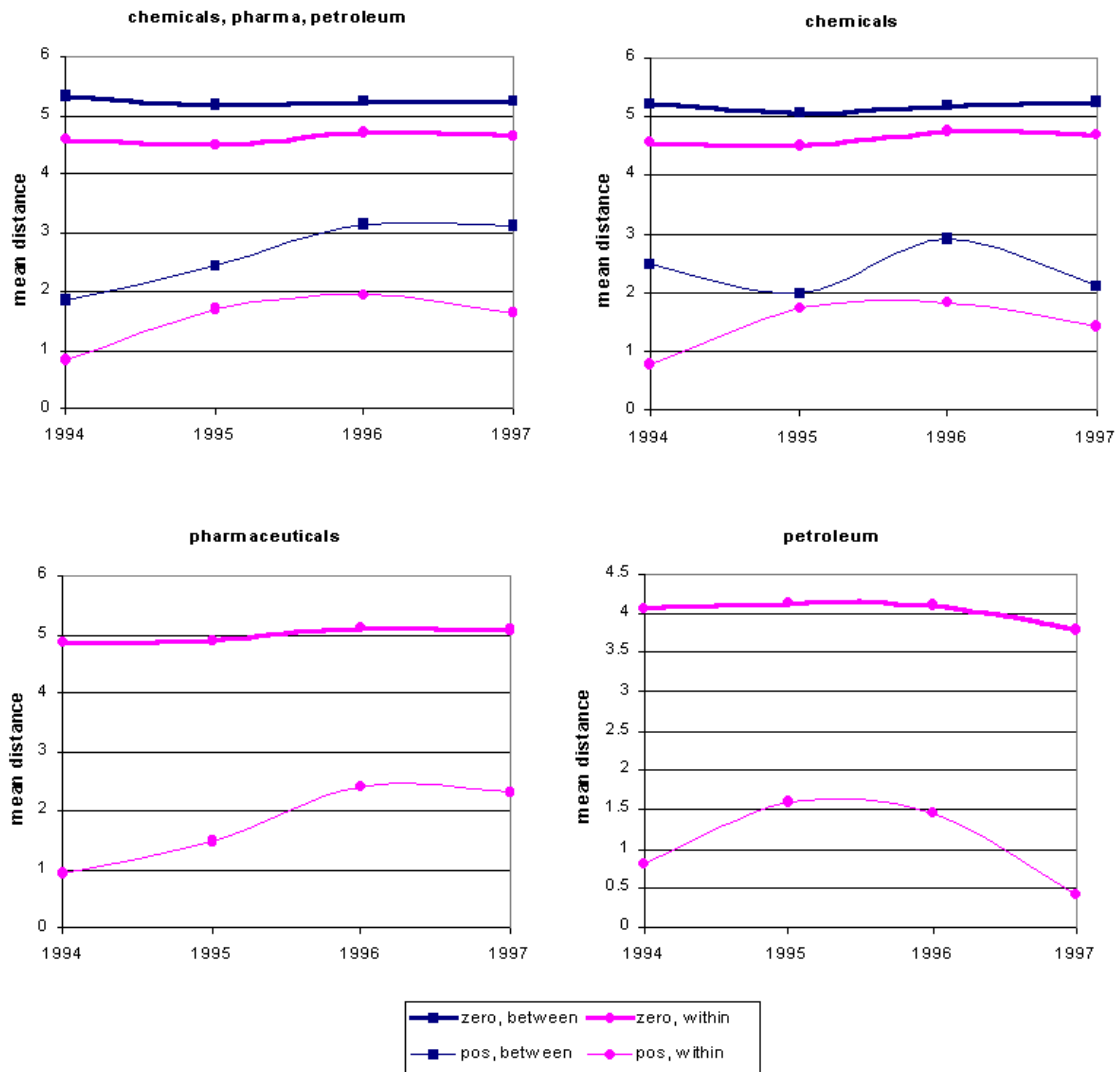 chemicals, pharma, petroleum
mean distance
6
5
4
3
2
1
0
1994 1995 1996 1997
chemicals
mean distance
6
5
4
3
2
1
0
1994 1995 1996 1997
pharmaceuticals
mean distance
6
5
4
3
2
1
0
1994 1995 1996 1997
petroleum
mean distance
4.5
4
3.5
3
2.5
2
1.5
1
0.5
0
1994 1995 1996 1997
zero, between zero, within
pos, between pos, within